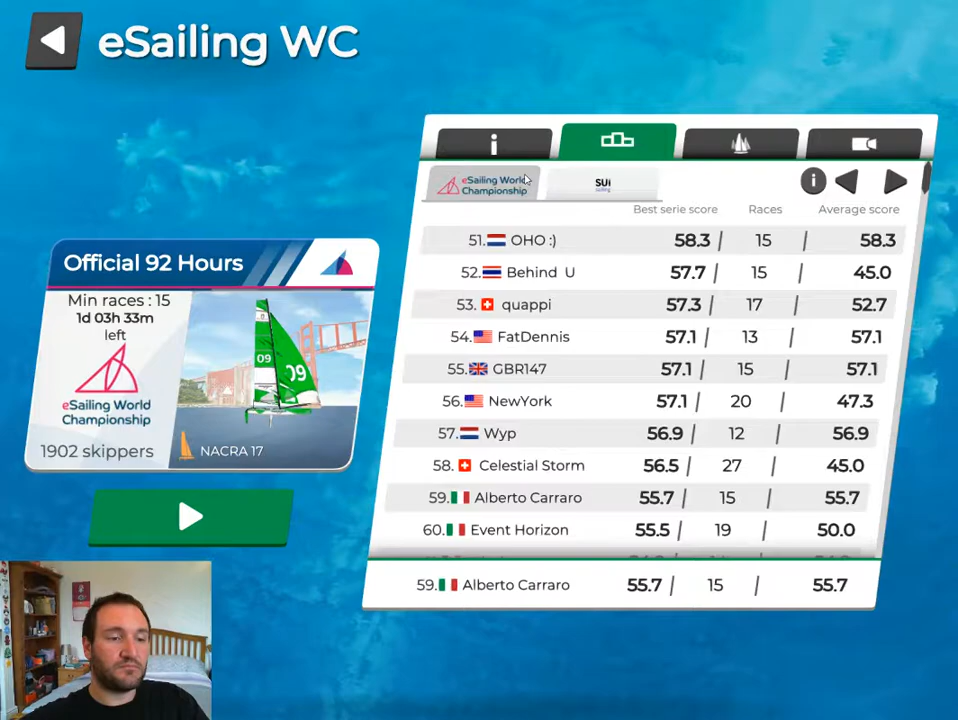 eSailing WC
i
eSailing World
Championship
SUI
sailing
i
Best serie score Races Average score
51. OHO :) 58.3 / 15 / 58.3
52. Behind U 57.7 / 15 / 45.0
53. quappi 57.3 / 17 / 52.7
54. FatDennis 57.1 / 13 / 57.1
55. GBR147 57.1 / 15 / 57.1
56. NewYork 57.1 / 20 / 47.3
57. Wyp 56.9 / 12 / 56.9
58. Celestial Storm 56.5 / 27 / 45.0
59. Alberto Carraro 55.7 / 15 / 55.7
60. Event Horizon 55.5 / 19 / 50.0
59. Alberto Carraro 55.7 / 15 / 55.7
Official 92 Hours
Min races : 15
1d 03h 33m
left
eSailing World
Championship
1902 skippers
09
09
NACRA 17